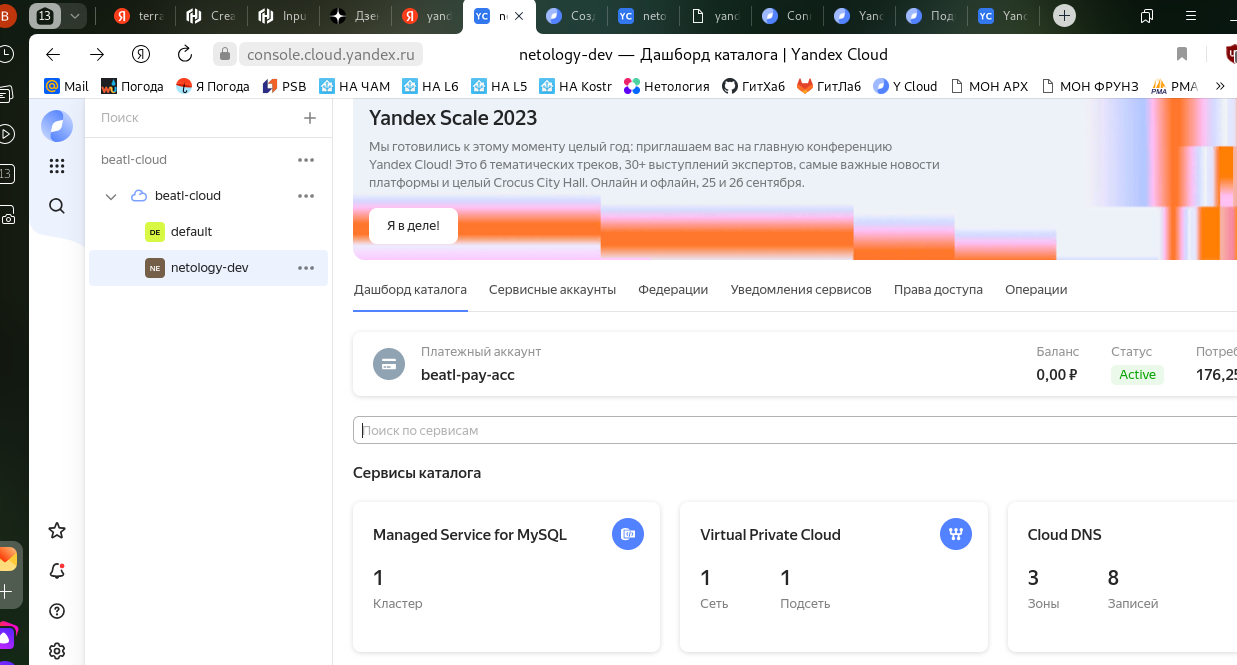 B
13
terra
Crea
Inpu
Дзе
yand
YC
n
Созд
YC
neto
yand
Con
Yand
Под
YC
Yand
console.cloud.yandex.ru
netology-dev — Дашборд каталога | Yandex Cloud
Mail
Погода
Я Погода
PSB
НА ЧАМ
НА L6
НА L5
НА Kostr
Нетология
ГитХаб
ГитЛаб
Y Cloud
МОН АРХ
МОН ФРУНЗ
PMA
»
13
Поиск
beatl-cloud
beatl-cloud
DE default
NE netology-dev
Yandex Scale 2023
Мы готовились к этому моменту целый год: приглашаем вас на главную конференцию
Yandex Cloud! Это 6 тематических треков, 30+ выступлений экспертов, самые важные новости
платформы и целый Crocus City Hall. Онлайн и офлайн, 25 и 26 сентября.
Я в деле!
Дашборд каталога
Сервисные аккаунты
Федерации
Уведомления сервисов
Права доступа
Операции
Платежный аккаунт
beatl-pay-acc
Баланс
0,00 ₽
Статус
Active
Потреб
176,25
Поиск по сервисам
Сервисы каталога
Managed Service for MySQL
1
Кластер
Virtual Private Cloud
1
Сеть
1
Подсеть
Cloud DNS
3
Зоны
8
Записей